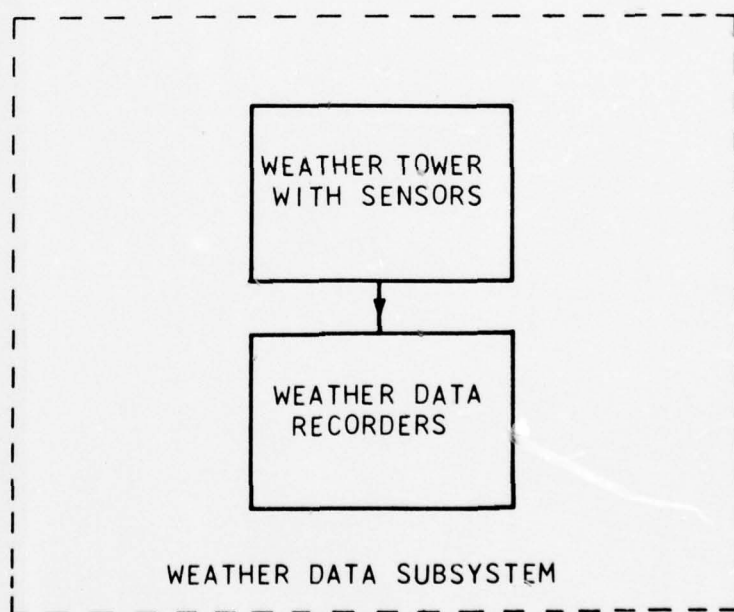 WEATHER TOWER
WITH SENSORS
WEATHER DATA
RECORDERS
WEATHER DATA SUBSYSTEM